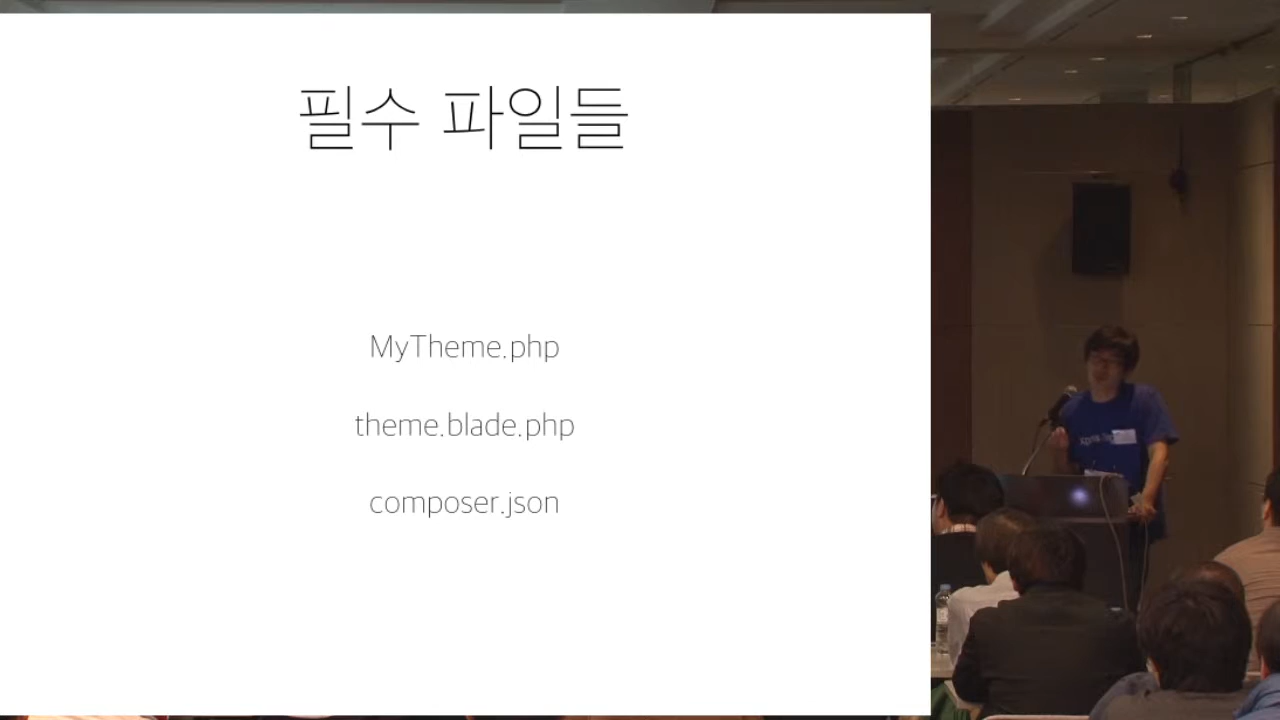 필수 파일들
MyTheme.php
theme.blade.php
composer.json